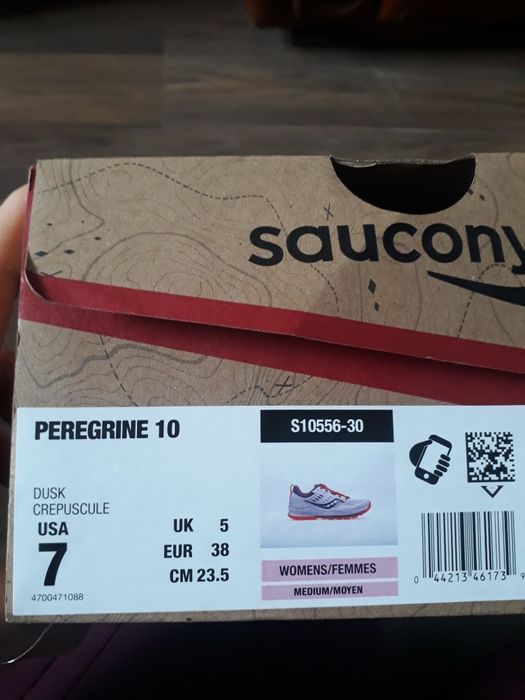 saucony
PEREGRINE 10
S10556-30
DUSK
CREPUSCULE
USA
7
4700471088
UK 5
EUR 38
CM 23.5
WOMENS/FEMMES
MEDIUM/MOYEN
0 44213 46173 9